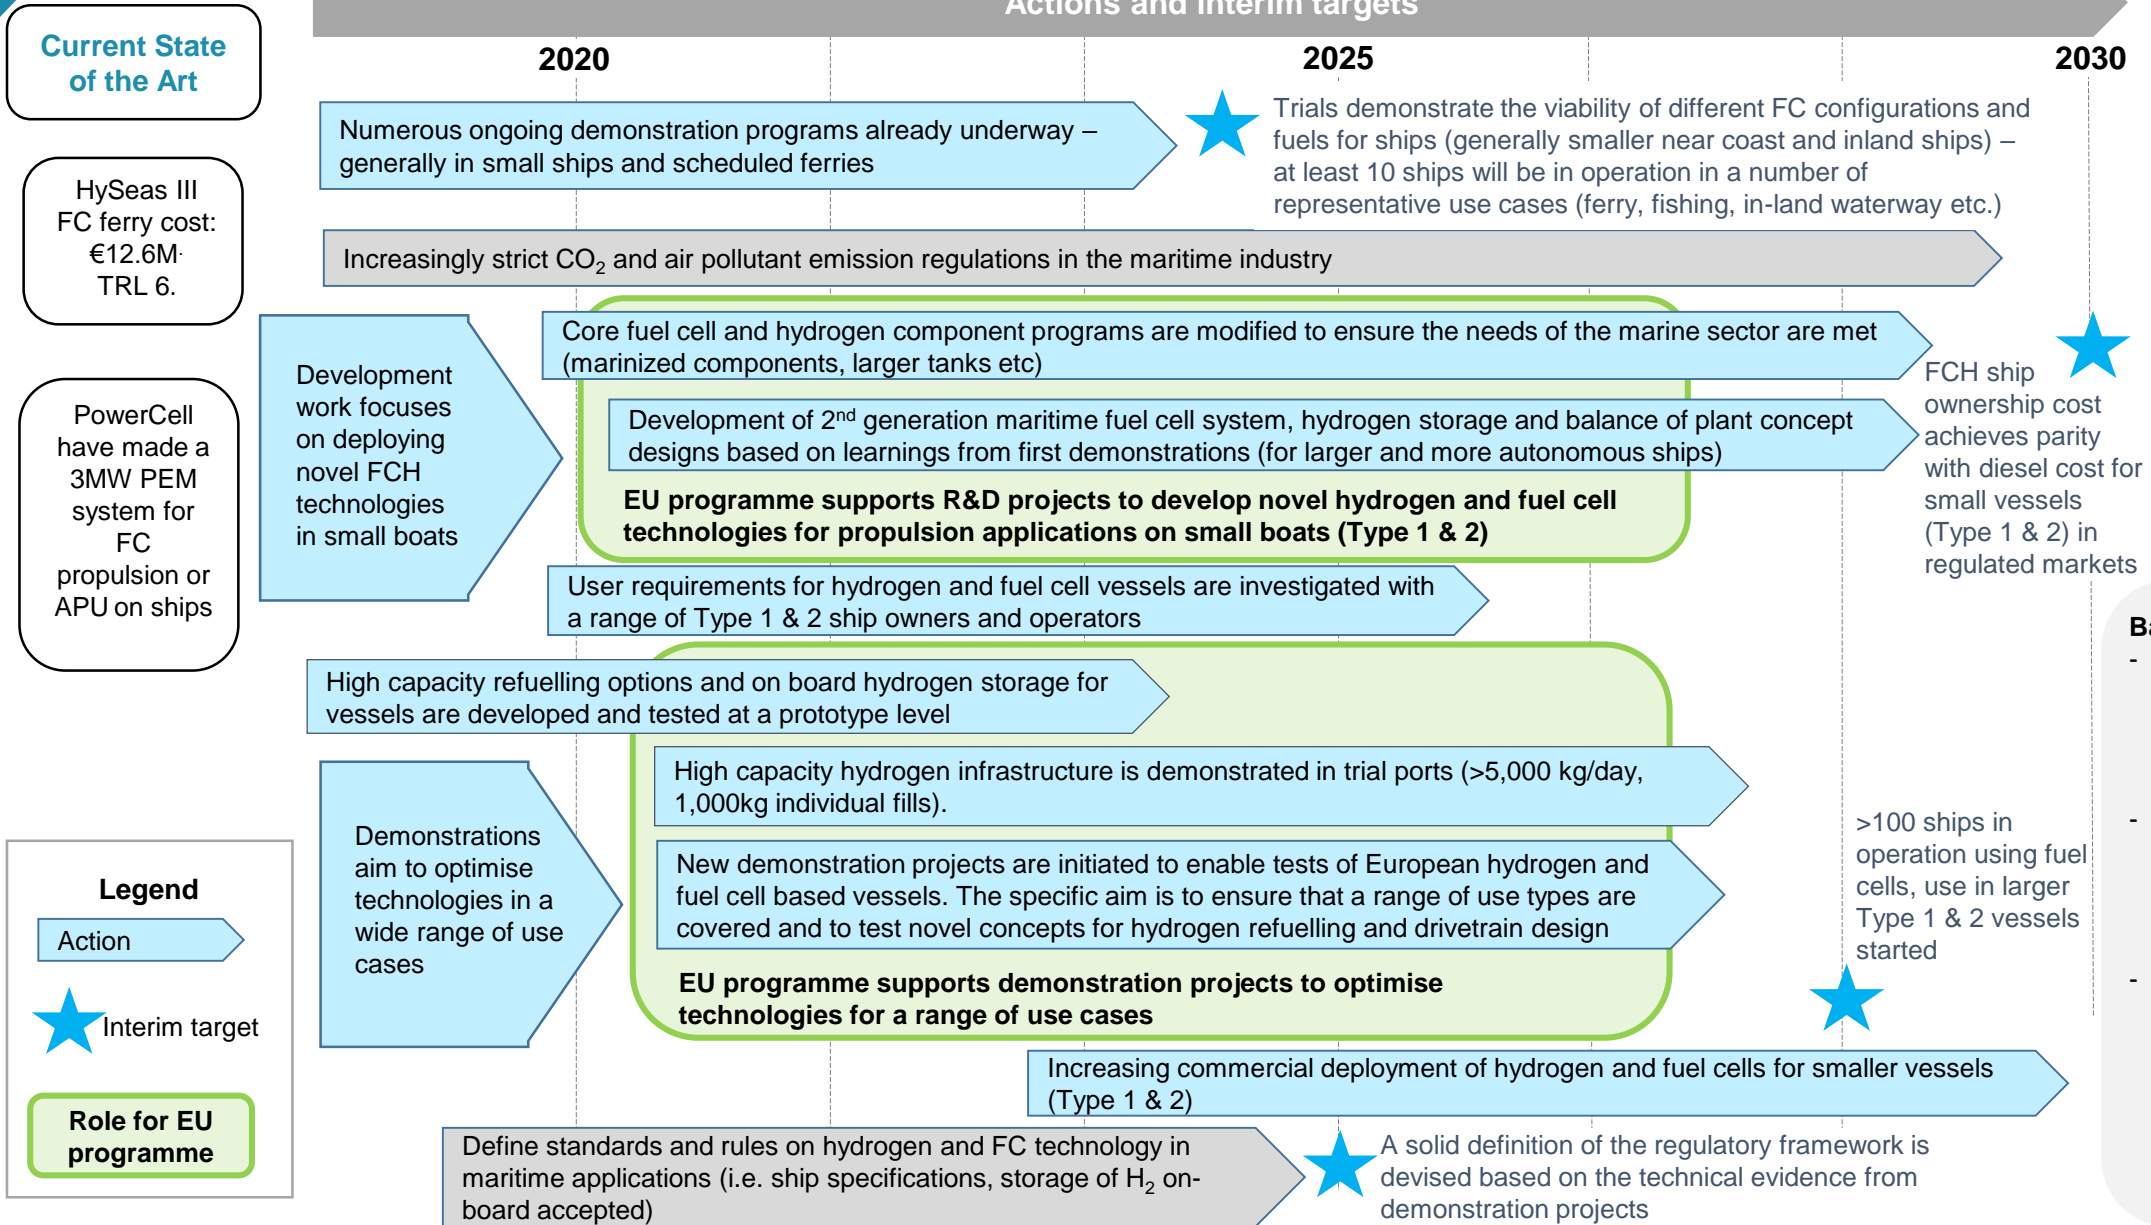 Actions and interim targets
Current State
of the Art
2020
2025
2030
Numerous ongoing demonstration programs already underway –
generally in small ships and scheduled ferries
Trials demonstrate the viability of different FC configurations and
fuels for ships (generally smaller near coast and inland ships) –
at least 10 ships will be in operation in a number of
representative use cases (ferry, fishing, in-land waterway etc.)
HySeas III
FC ferry cost:
€12.6M.
TRL 6.
Increasingly strict CO₂ and air pollutant emission regulations in the maritime industry
PowerCell
have made a
3MW PEM
system for
FC
propulsion or
APU on ships
Development
work focuses
on deploying
novel FCH
technologies
in small boats
Core fuel cell and hydrogen component programs are modified to ensure the needs of the marine sector are met
(marinized components, larger tanks etc)
Development of 2nd generation maritime fuel cell system, hydrogen storage and balance of plant concept
designs based on learnings from first demonstrations (for larger and more autonomous ships)
EU programme supports R&D projects to develop novel hydrogen and fuel cell
technologies for propulsion applications on small boats (Type 1 & 2)
FCH ship
ownership cost
achieves parity
with diesel cost for
small vessels
(Type 1 & 2) in
regulated markets
User requirements for hydrogen and fuel cell vessels are investigated with
a range of Type 1 & 2 ship owners and operators
High capacity refuelling options and on board hydrogen storage for
vessels are developed and tested at a prototype level
Demonstrations
aim to optimise
technologies in a
wide range of use
cases
High capacity hydrogen infrastructure is demonstrated in trial ports (>5,000 kg/day,
1,000kg individual fills).
New demonstration projects are initiated to enable tests of European hydrogen and
fuel cell based vessels. The specific aim is to ensure that a range of use types are
covered and to test novel concepts for hydrogen refuelling and drivetrain design
EU programme supports demonstration projects to optimise
technologies for a range of use cases
>100 ships in
operation using fuel
cells, use in larger
Type 1 & 2 vessels
started
Increasing commercial deployment of hydrogen and fuel cells for smaller vessels
(Type 1 & 2)
Define standards and rules on hydrogen and FC technology in
maritime applications (i.e. ship specifications, storage of H₂ on-
board accepted)
A solid definition of the regulatory framework is
devised based on the technical evidence from
demonstration projects
Legend
Action
Interim target
Role for EU
programme
-
-
-